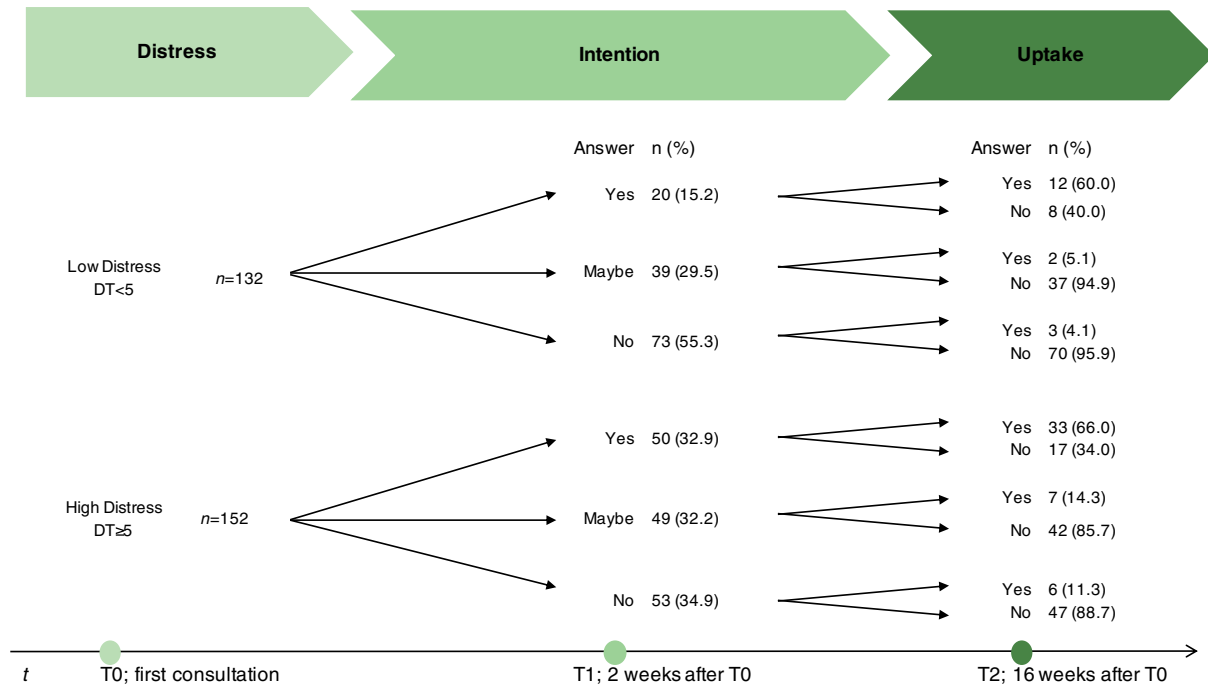 Distress
Intention
Uptake
Answer n (%)
Answer n (%)
Yes 20 (15.2)
Yes 12 (60.0)
No 8 (40.0)
Low Distress
DT<5
n=132
Maybe 39 (29.5)
Yes 2 (5.1)
No 37 (94.9)
No 73 (55.3)
Yes 3 (4.1)
No 70 (95.9)
Yes 50 (32.9)
Yes 33 (66.0)
No 17 (34.0)
High Distress
DT≥5
n=152
Maybe 49 (32.2)
Yes 7 (14.3)
No 42 (85.7)
No 53 (34.9)
Yes 6 (11.3)
No 47 (88.7)
t
T0; first consultation
T1; 2 weeks after T0
T2; 16 weeks after T0